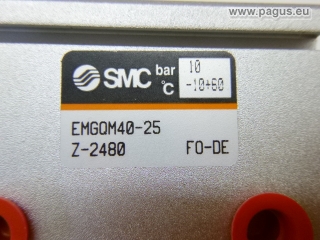 © www.pagus.eu
SMC bar 10
°C -10+60
EMGQM40-25
Z-2480 FO-DE